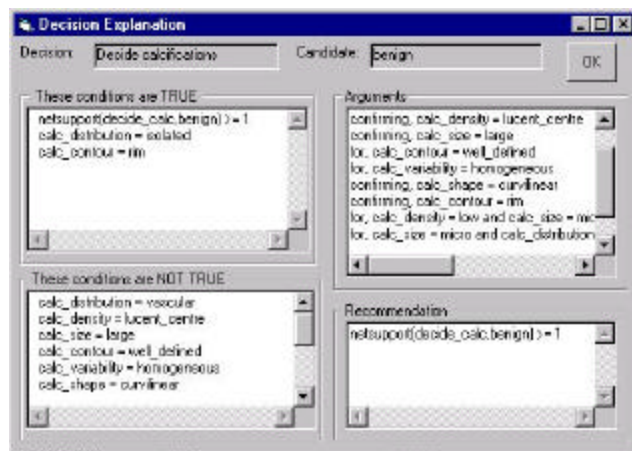 Decision Explanation
Decision: Decide calcifications
Candidate: benign
OK
These conditions are TRUE
netsupport(decide_calc,benign) >= 1
calc_distribution = isolated
calc_contour = rim
Arguments
confirming, calc_density = lucent_centre
confirming, calc_size = large
for, calc_contour = well_defined
for, calc_variability = homogeneous
confirming, calc_shape = curvilinear
confirming, calc_contour = rim
for, calc_density = low and calc_size = mic
for, calc_size = micro and calc_distribution
These conditions are NOT TRUE
calc_distribution = vascular
calc_density = lucent_centre
calc_size = large
calc_contour = well_defined
calc_variability = homogeneous
calc_shape = curvilinear
Recommendation
netsupport(decide_calc,benign) >= 1